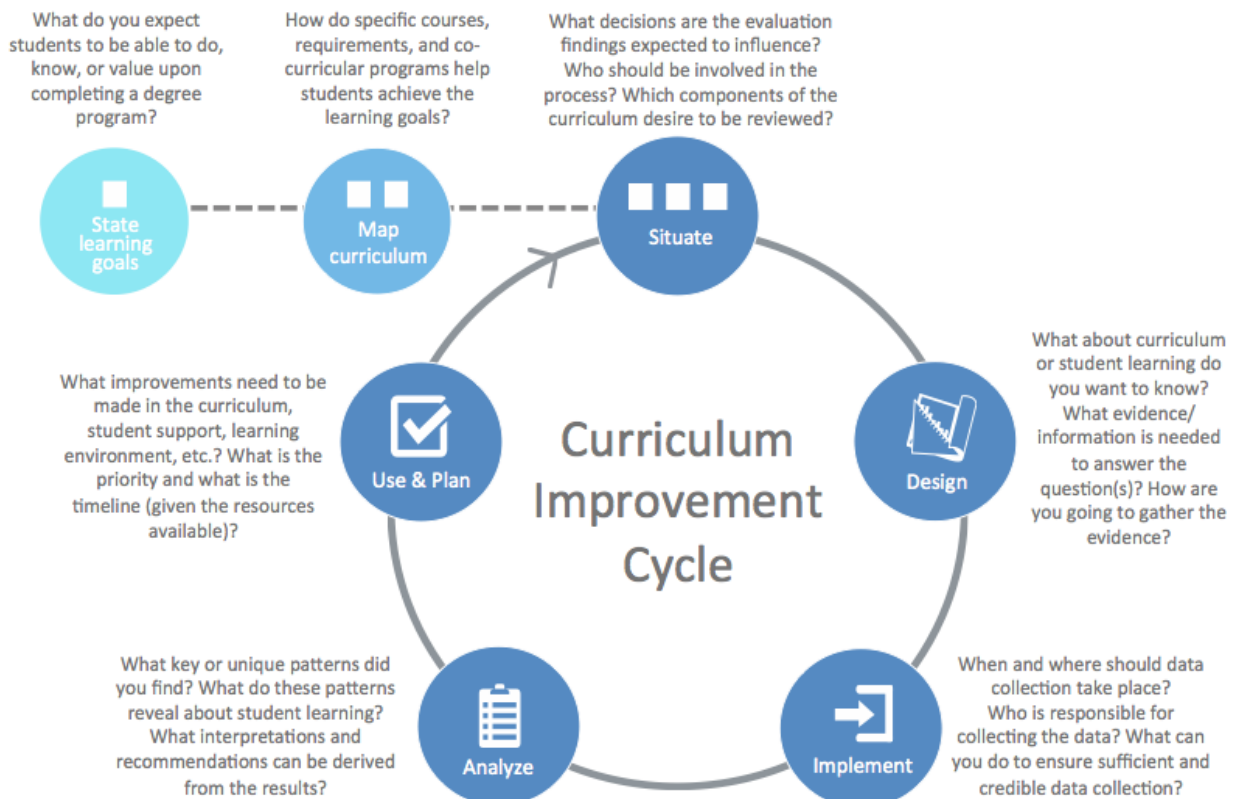 What do you expect
students to be able to do,
know, or value upon
completing a degree
program?
How do specific courses,
requirements, and co-
curricular programs help
students achieve the
learning goals?
What decisions are the evaluation
findings expected to influence?
Who should be involved in the
process? Which components of the
curriculum desire to be reviewed?
State
learning
goals
Map
curriculum
Situate
What about curriculum
or student learning do
you want to know?
What evidence/
information is needed
to answer the
question(s)? How are
you going to gather the
evidence?
Design
What improvements need to be
made in the curriculum,
student support, learning
environment, etc.? What is the
priority and what is the
timeline (given the resources
available)?
Use & Plan
Curriculum
Improvement
Cycle
What key or unique patterns did
you find? What do these patterns
reveal about student learning?
What interpretations and
recommendations can be derived
from the results?
Analyze
Implement
When and where should data
collection take place?
Who is responsible for
collecting the data? What can
you do to ensure sufficient and
credible data collection?